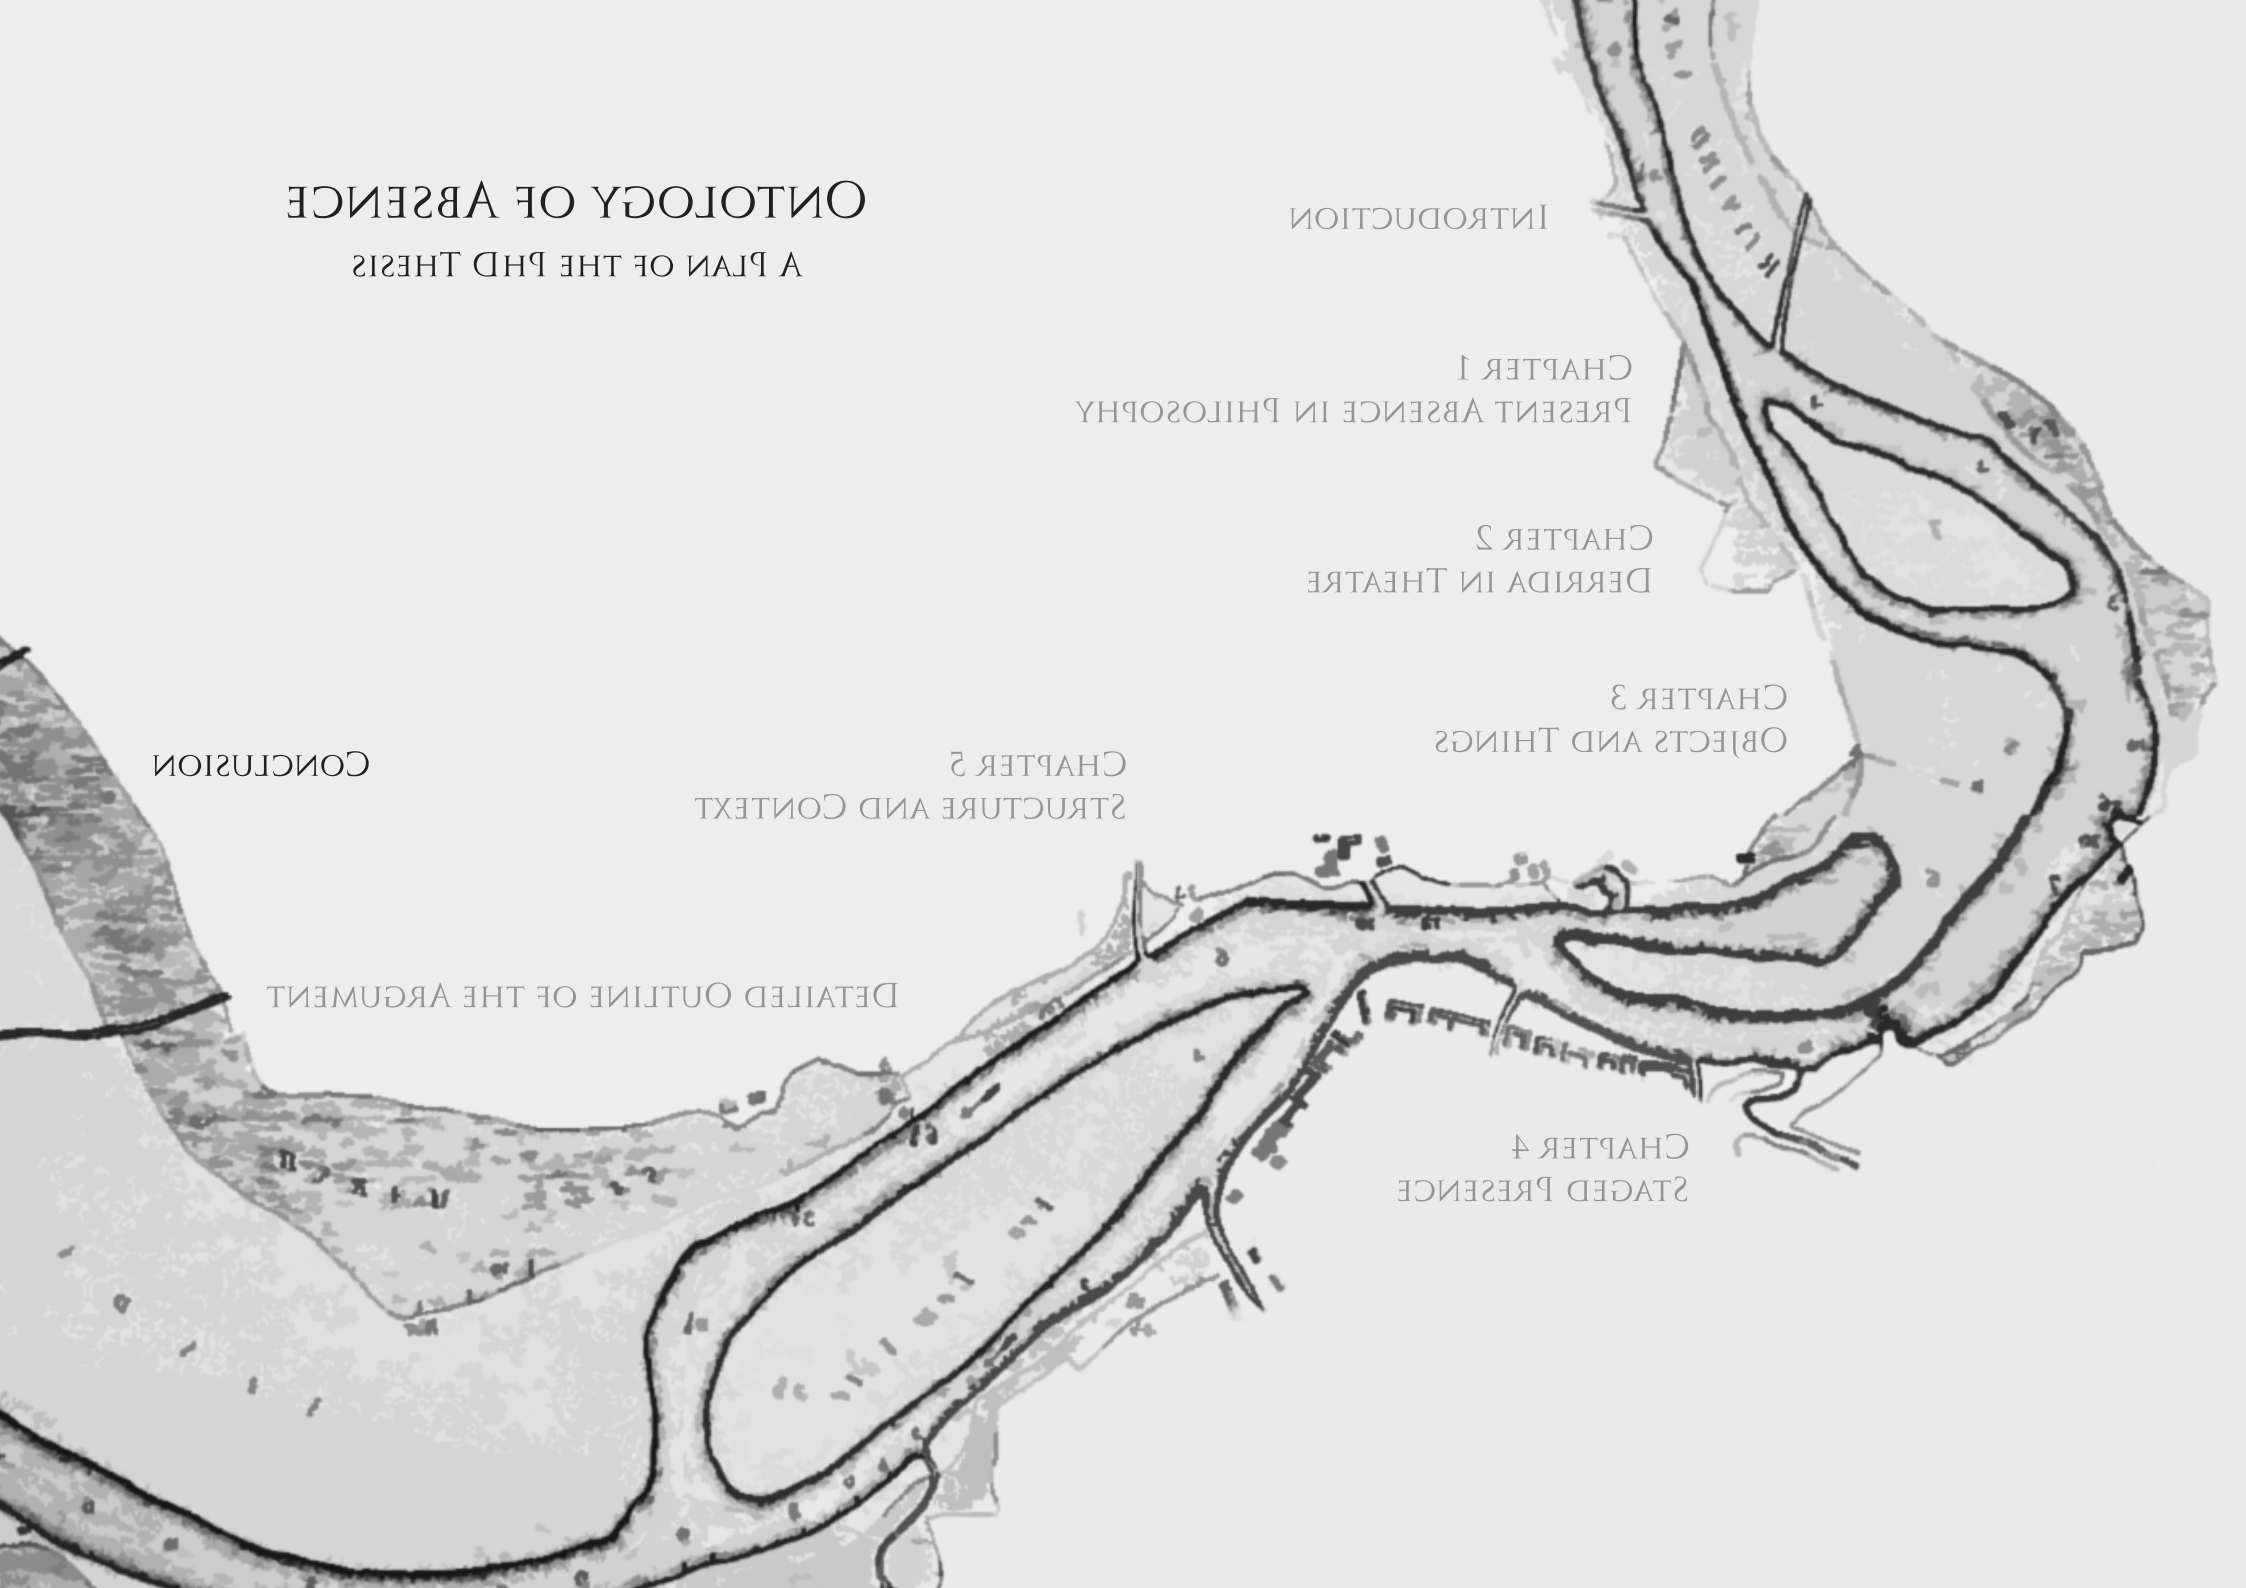 Ontology of Absence
A Plan of the PhD Thesis
Introduction
Chapter 1
Present Absence in Philosophy
Chapter 2
Derrida in Theatre
Chapter 3
Objects and Things
Chapter 4
Staged Presence
Chapter 5
Structure and Context
Detailed Outline of the Argument
Conclusion